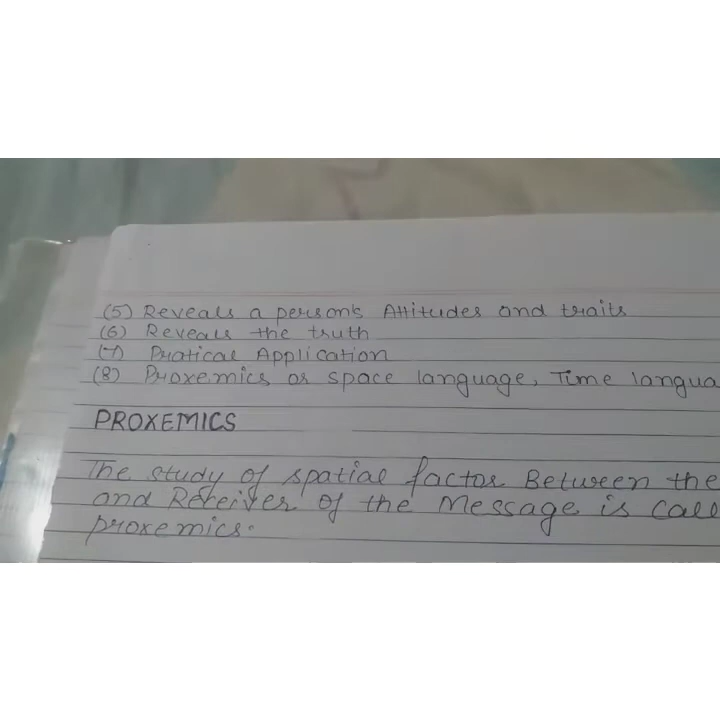 (5) Reveals a person's Attitudes and traits
(6) Reveals the truth
(7) Pratical Application
(8) Proxemics or space language, Time langua
PROXEMICS
The study of spatial factor Between the
and Receiver of the Message is call
proxemics.